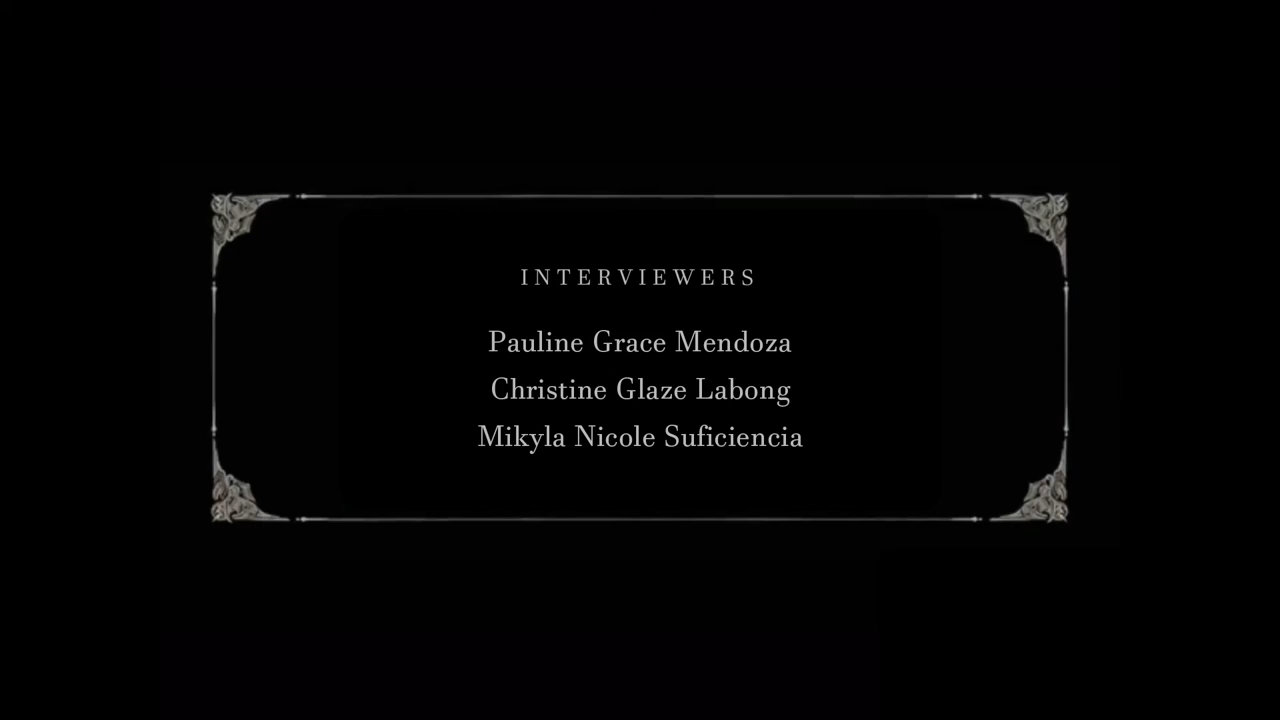 INTERVIEWERS
Pauline Grace Mendoza
Christine Glaze Labong
Mikyla Nicole Suficiencia